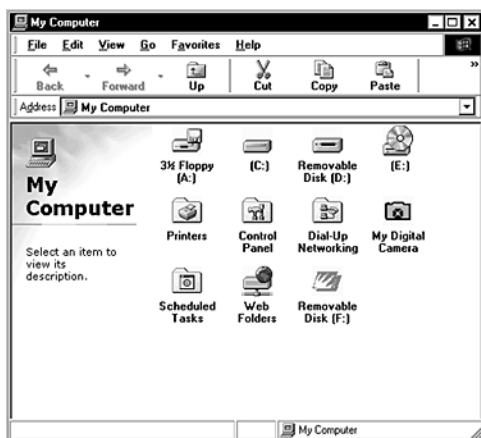 My Computer
File Edit View Go Favorites Help
Back Forward Up Cut Copy Paste »
Address My Computer
My
Computer
Select an item to
view its
description.
3½ Floppy
(A:)
(C:)
Removable
Disk (D:)
(E:)
Printers
Control
Panel
Dial-Up
Networking
My Digital
Camera
Scheduled
Tasks
Web
Folders
Removable
Disk (F:)
My Computer